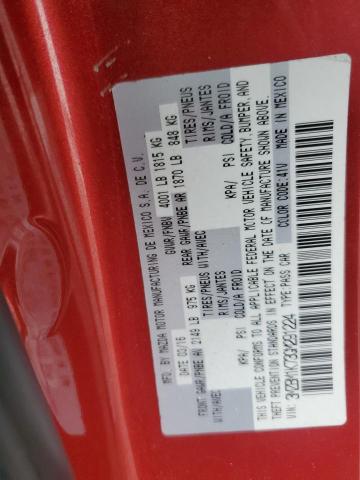 MFD. BY MAZDA MOTOR MANUFACTURING DE MEXICO S.A. DE C.V.
DATE 03/16 GVWR/PNBV 4001 LB 1815 KG
FRONT GAWR/PNBE AV 2149 LB 975 KG REAR GAWR/PNBE AR 1870 LB 848 KG
TIRES/PNEUS WITH/AVEC TIRES/PNEUS WITH/AVEC
RIMS/JANTES RIMS/JANTES
KPA/ PSI COLD/A FROID KPA/ PSI COLD/A FROID
THIS VEHICLE CONFORMS TO ALL APPLICABLE FEDERAL MOTOR VEHICLE SAFETY, BUMPER, AND
THEFT PREVENTION STANDARDS IN EFFECT ON THE DATE OF MANUFACTURE SHOWN ABOVE.
VIN: TYPE: PASS CAR COLOR CODE: 41V MADE IN MEXICO